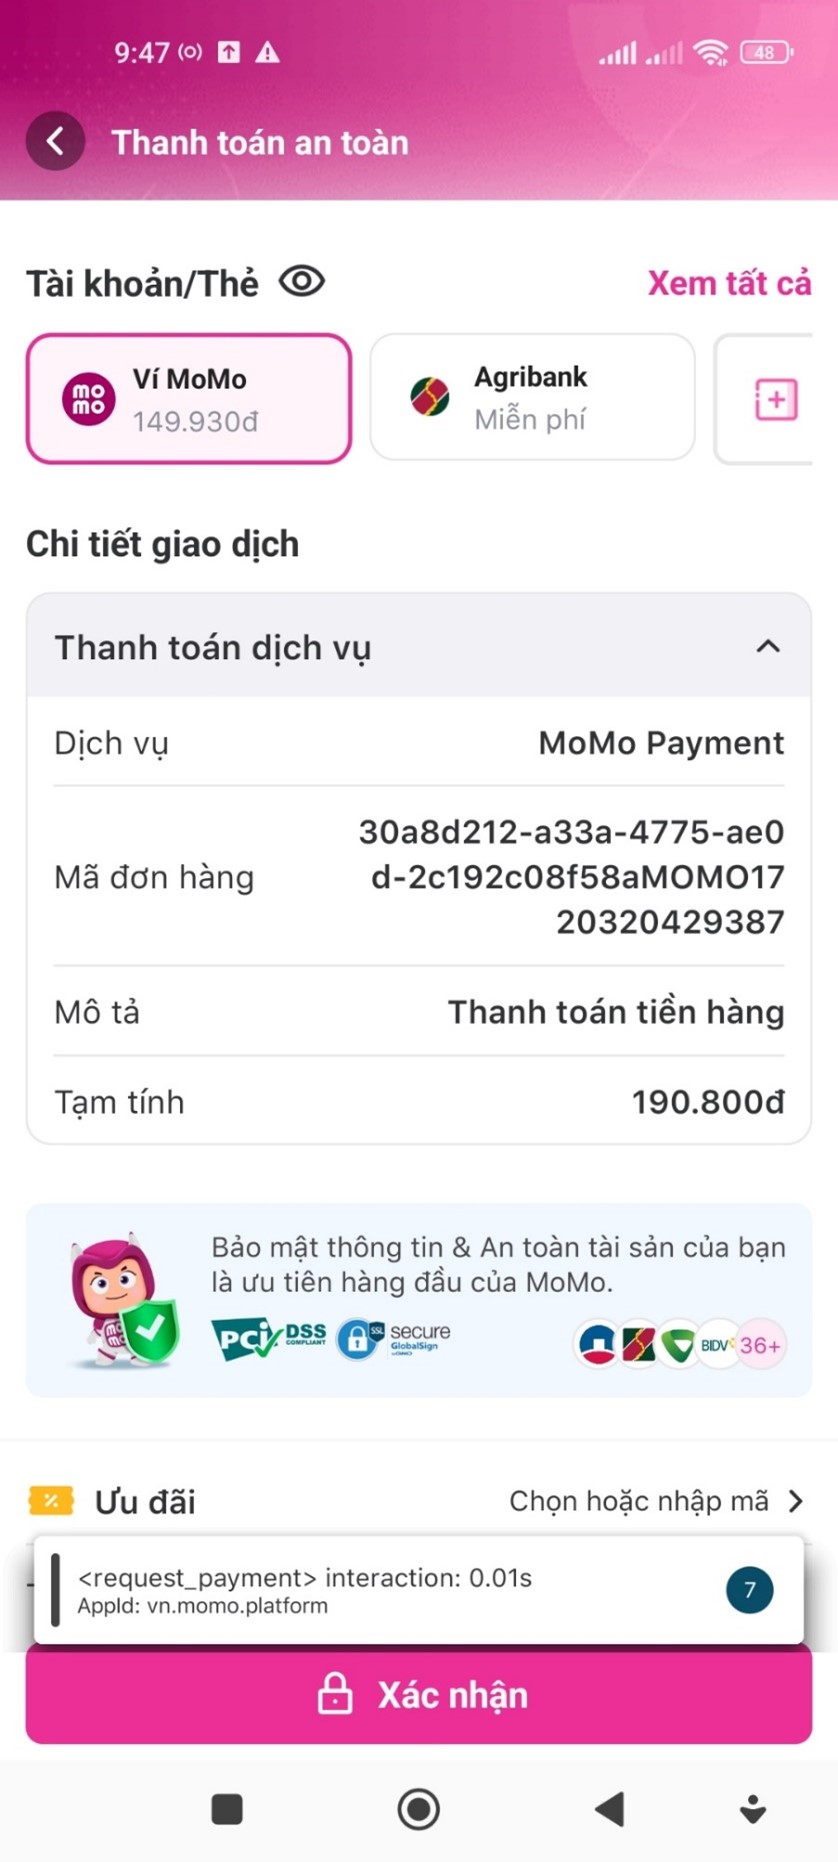 9:47
48
Thanh toán an toàn
Tài khoản/Thẻ
Xem tất cả
mo
mo
Ví MoMo
149.930đ
Agribank
Miễn phí
Chi tiết giao dịch
Thanh toán dịch vụ
Dịch vụ
MoMo Payment
Mã đơn hàng
30a8d212-a33a-4775-ae0
d-2c192c08f58aMOMO17
20320429387
Mô tả
Thanh toán tiền hàng
Tạm tính
190.800đ
Bảo mật thông tin & An toàn tài sản của bạn
là ưu tiên hàng đầu của MoMo.
PCI DSS
COMPLIANT
SSL
secure
GlobalSign
BIDV
36+
Ưu đãi
Chọn hoặc nhập mã
<request_payment> interaction: 0.01s
AppId: vn.momo.platform
7
Xác nhận